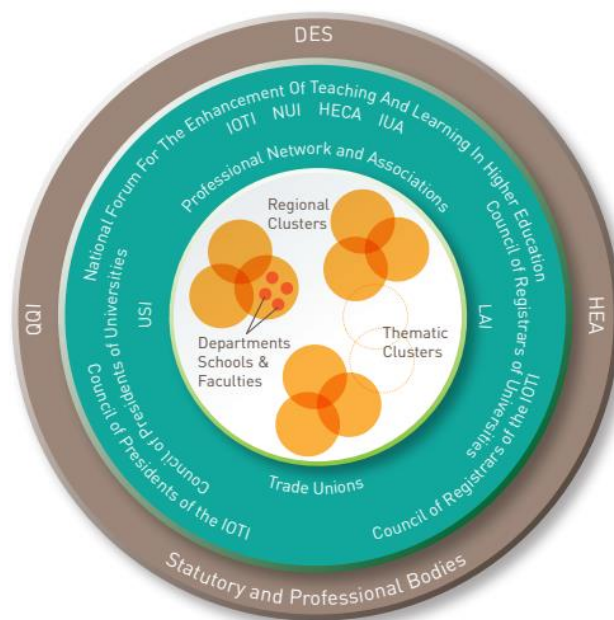 DES
National Forum For The Enhancement Of Teaching And Learning In Higher Education
IOTI NUI HECA IUA
Professional Network and Associations
Regional
Clusters
QQI
USI
LAI
HEA
Council of Presidents of Universities
Council of Registrars of Universities
Departments
Schools &
Faculties
Thematic
Clusters
Council of Presidents of the IOTI
Council of Registrars of the IOTI
Trade Unions
Statutory and Professional Bodies